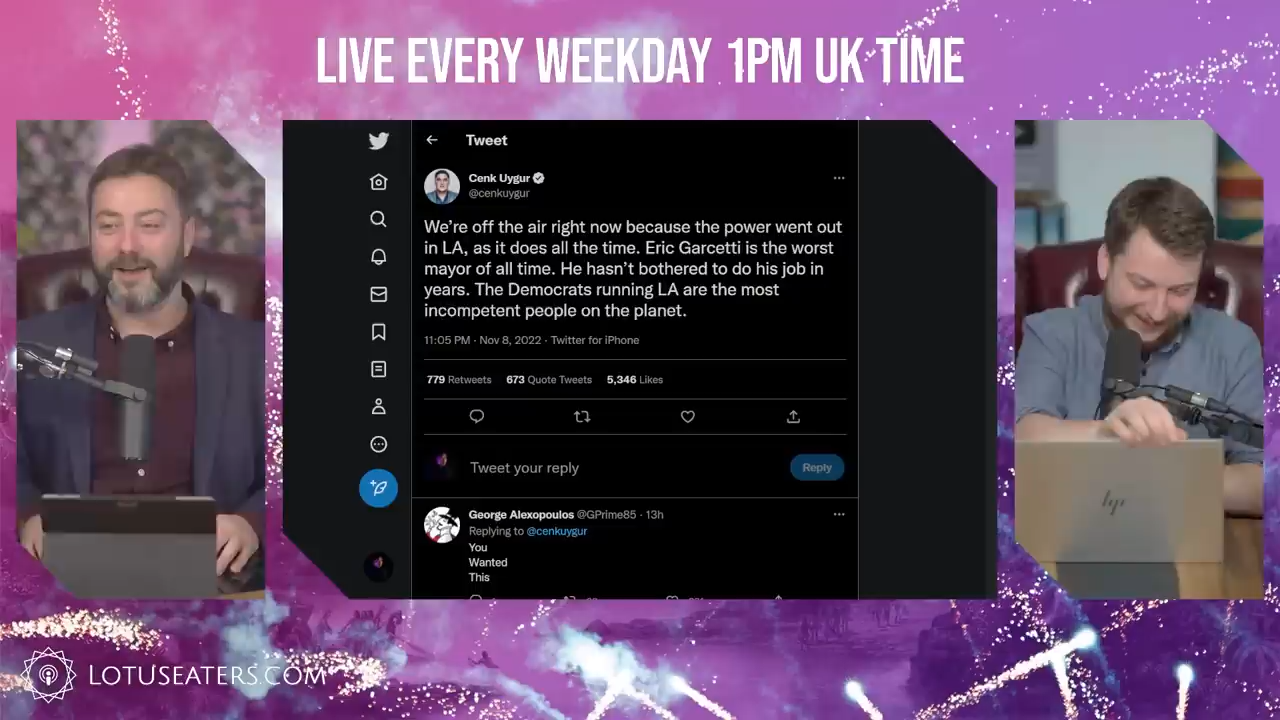 LIVE EVERY WEEKDAY 1PM UK TIME
Tweet
Cenk Uygur
@cenkuygur
We're off the air right now because the power went out
in LA, as it does all the time. Eric Garcetti is the worst
mayor of all time. He hasn't bothered to do his job in
years. The Democrats running LA are the most
incompetent people on the planet.
11:05 PM · Nov 8, 2022 · Twitter for iPhone
779 Retweets 673 Quote Tweets 5,346 Likes
Tweet your reply
Reply
George Alexopoulos @GPrime85 · 13h
Replying to @cenkuygur
You
Wanted
This
hp
LOTUSEATERS.COM